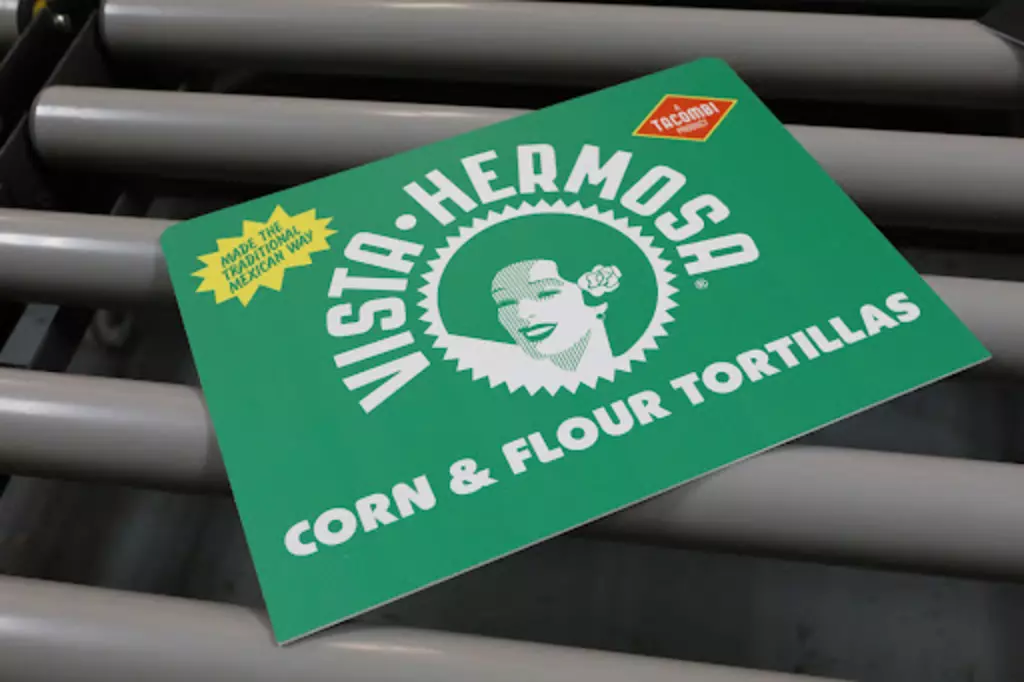 A
TACOMBI
PRODUCT
MADE THE
TRADITIONAL
MEXICAN WAY
VISTA • HERMOSA
®
CORN & FLOUR TORTILLAS